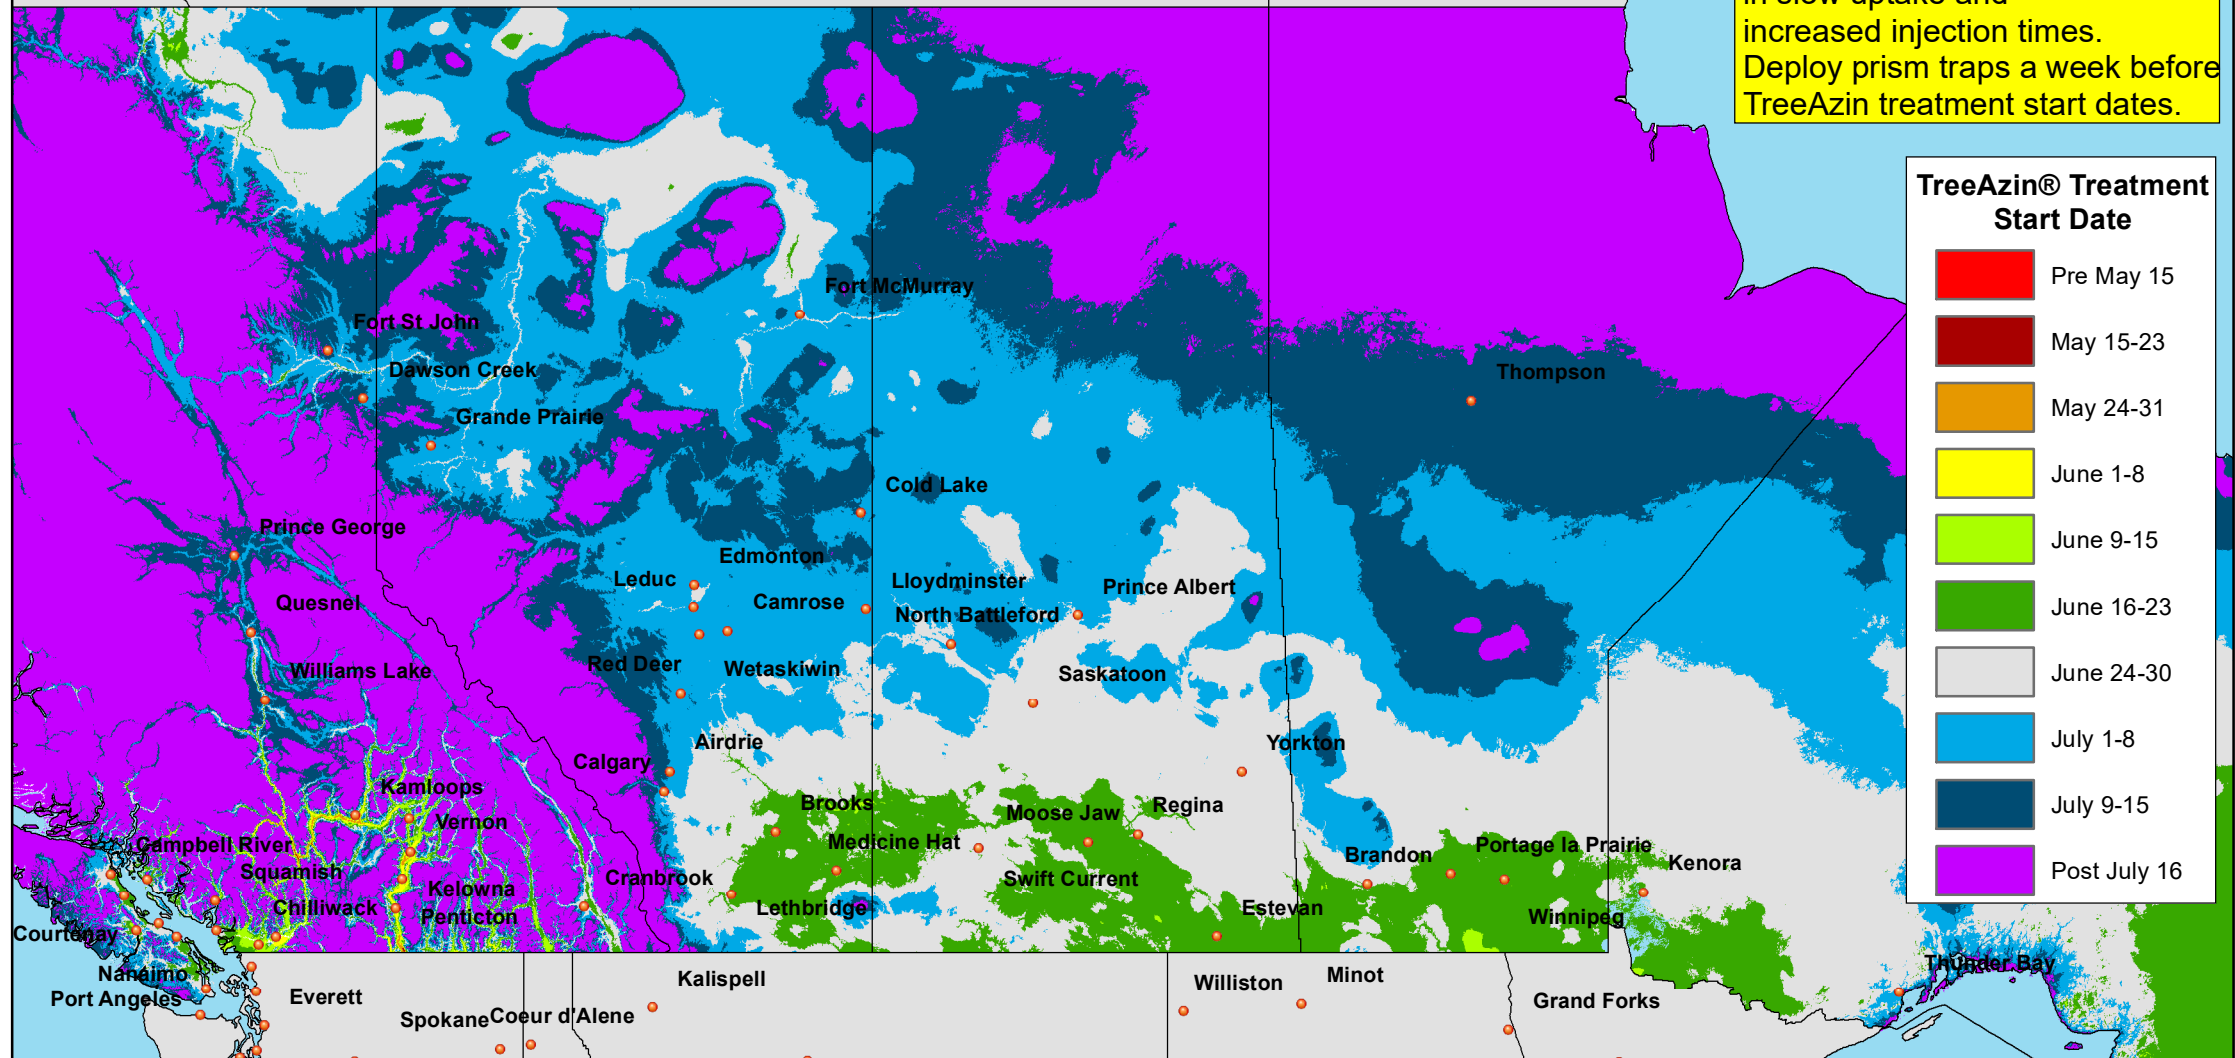 in slow uptake and
increased injection times.
Deploy prism traps a week before
TreeAzin treatment start dates.
TreeAzin® Treatment
Start Date
Pre May 15
May 15-23
May 24-31
June 1-8
June 9-15
June 16-23
June 24-30
July 1-8
July 9-15
Post July 16
Fort McMurray
Fort St John
Dawson Creek
Thompson
Grande Prairie
Cold Lake
Prince George
Edmonton
Leduc
Lloydminster
Prince Albert
Camrose
Quesnel
North Battleford
Red Deer
Wetaskiwin
Williams Lake
Saskatoon
Airdrie
Yorkton
Calgary
Kamloops
Brooks
Moose Jaw
Regina
Vernon
Medicine Hat
Campbell River
Portage la Prairie
Brandon
Kenora
Squamish
Cranbrook
Swift Current
Kelowna
Chilliwack
Lethbridge
Estevan
Penticton
Winnipeg
Courtenay
Thunder Bay
Nanaimo
Kalispell
Williston
Minot
Port Angeles
Everett
Grand Forks
Spokane
Coeur d'Alene